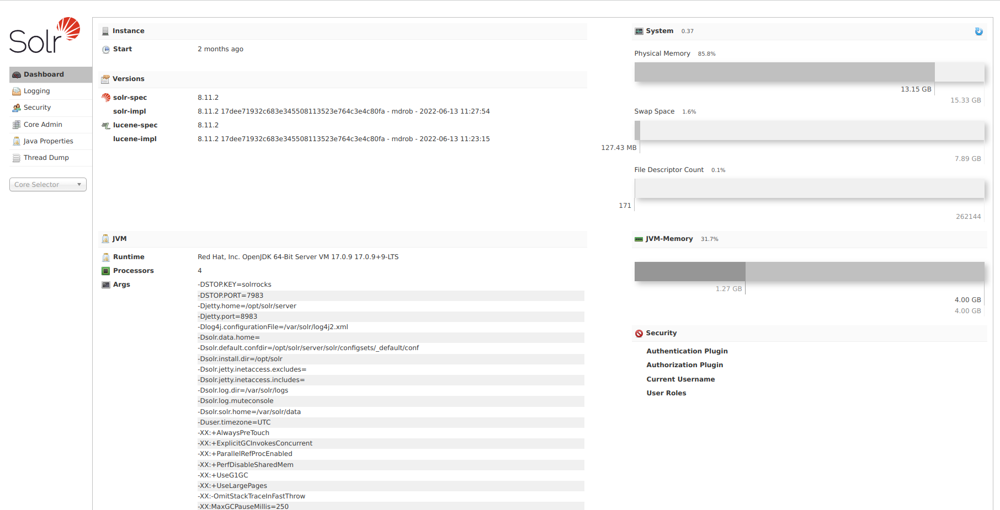 Solr
Dashboard
Logging
Security
Core Admin
Java Properties
Thread Dump
Core Selector
Instance
Start 2 months ago
Versions
solr-spec 8.11.2
solr-impl 8.11.2 17dee71932c683e345508113523e764c3e4c80fa - mdrob - 2022-06-13 11:27:54
lucene-spec 8.11.2
lucene-impl 8.11.2 17dee71932c683e345508113523e764c3e4c80fa - mdrob - 2022-06-13 11:23:15
JVM
Runtime Red Hat, Inc. OpenJDK 64-Bit Server VM 17.0.9 17.0.9+9-LTS
Processors 4
Args -DSTOP.KEY=solrrocks
-DSTOP.PORT=7983
-Djetty.home=/opt/solr/server
-Djetty.port=8983
-Dlog4j.configurationFile=/var/solr/log4j2.xml
-Dsolr.data.home=
-Dsolr.default.confdir=/opt/solr/server/solr/configsets/_default/conf
-Dsolr.install.dir=/opt/solr
-Dsolr.jetty.inetaccess.excludes=
-Dsolr.jetty.inetaccess.includes=
-Dsolr.log.dir=/var/solr/logs
-Dsolr.log.muteconsole
-Dsolr.solr.home=/var/solr/data
-Duser.timezone=UTC
-XX:+AlwaysPreTouch
-XX:+ExplicitGCInvokesConcurrent
-XX:+ParallelRefProcEnabled
-XX:+PerfDisableSharedMem
-XX:+UseG1GC
-XX:+UseLargePages
-XX:-OmitStackTraceInFastThrow
-XX:MaxGCPauseMillis=250
System 0.37
Physical Memory 85.8%
13.15 GB
15.33 GB
Swap Space 1.6%
127.43 MB
7.89 GB
File Descriptor Count 0.1%
171
262144
JVM-Memory 31.7%
1.27 GB
4.00 GB
4.00 GB
Security
Authentication Plugin
Authorization Plugin
Current Username
User Roles